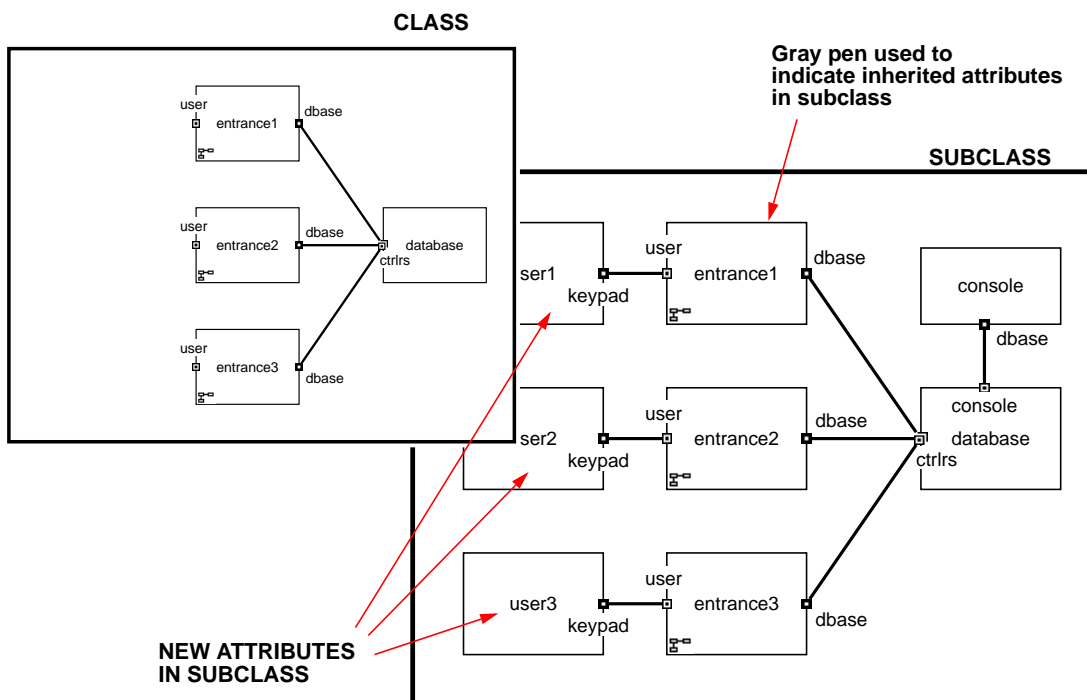 CLASS
user
dbase
entrance1
user
dbase
entrance2
database
ctrlrs
user
entrance3
dbase
Gray pen used to
indicate inherited attributes
in subclass
SUBCLASS
ser1
keypad
user
entrance1
dbase
console
dbase
console
database
ctrlrs
ser2
keypad
user
entrance2
dbase
user3
keypad
user
entrance3
dbase
NEW ATTRIBUTES
IN SUBCLASS